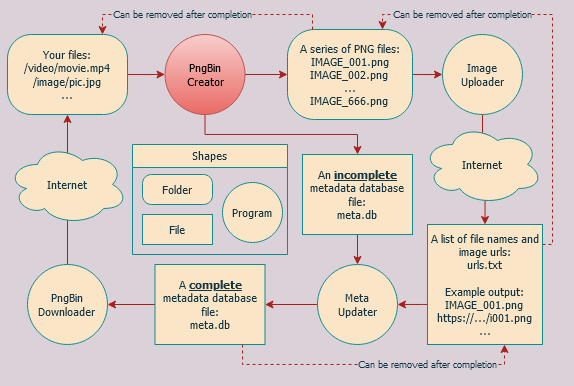 Can be removed after completion
Can be removed after completion
Your files:
/video/movie.mp4
/image/pic.jpg
...
PngBin
Creator
A series of PNG files:
IMAGE_001.png
IMAGE_002.png
...
IMAGE_666.png
Image
Uploader
Internet
Shapes
Folder
File
Program
An incomplete
metadata database
file:
meta.db
Internet
A list of file names and
image urls:
urls.txt
Example output:
IMAGE_001.png
https://.../i001.png
...
PngBin
Downloader
A complete
metadata database
file:
meta.db
Meta
Updater
Can be removed after completion